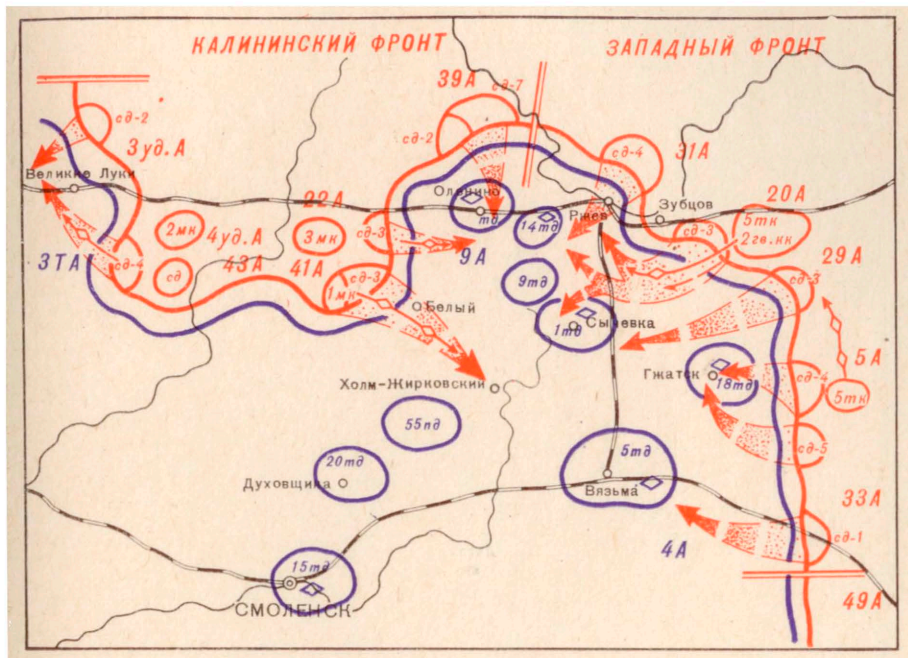 КАЛИНИНСКИЙ ФРОНТ
ЗАПАДНЫЙ ФРОНТ
39А
сд-7
сд-2
сд-2
3уд.А
Великие Луки
сд-4
31А
Зубцов
Ржев
20А
5тк
2гв.кк
сд-3
22А
Оленино
тд
14тд
2мк
4уд.А
3мк
сд-3
9А
3ТА
сд-4
сд
43А
41А
сд-3
1мк
29А
сд-3
9тд
Белый
Сычевка
1тд
5А
Гжатск
18тд
сд-4
5тк
Холм-Жирковский
55пд
сд-5
20тд
Духовщина
5тд
Вязьма
33А
сд-1
4А
15тд
СМОЛЕНСК
49А